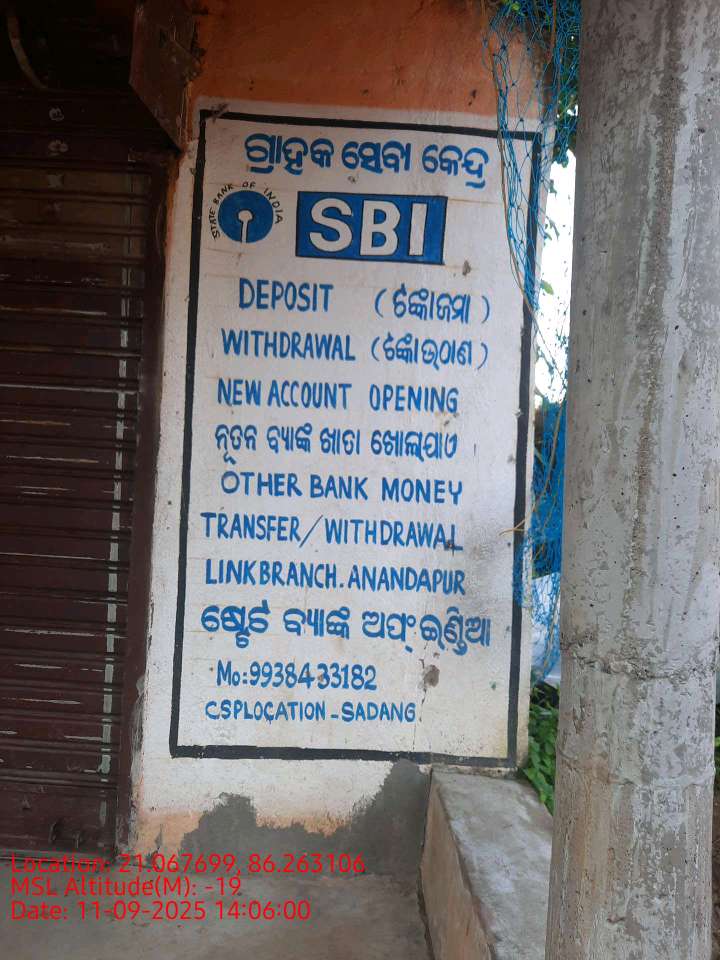 ଗ୍ରାହକ ସେବା କେନ୍ଦ୍ର
STATE BANK OF INDIA
SBI
DEPOSIT (ଟଙ୍କାଜମା)
WITHDRAWAL (ଟଙ୍କାଉଠାଣ)
NEW ACCOUNT OPENING
ନୂତନ ବ୍ୟାଙ୍କ ଖାତା ଖୋଲାଯାଏ
OTHER BANK MONEY
TRANSFER/WITHDRAWAL
LINKBRANCH. ANANDAPUR
ଷ୍ଟେଟ ବ୍ୟାଙ୍କ ଅଫ୍ ଇଣ୍ଡିଆ
Mo:9938433182
CSPLOCATION-SADANG
Location: 21.067699, 86.263106
MSL Altitude(M): -19
Date: 11-09-2025 14:06:00